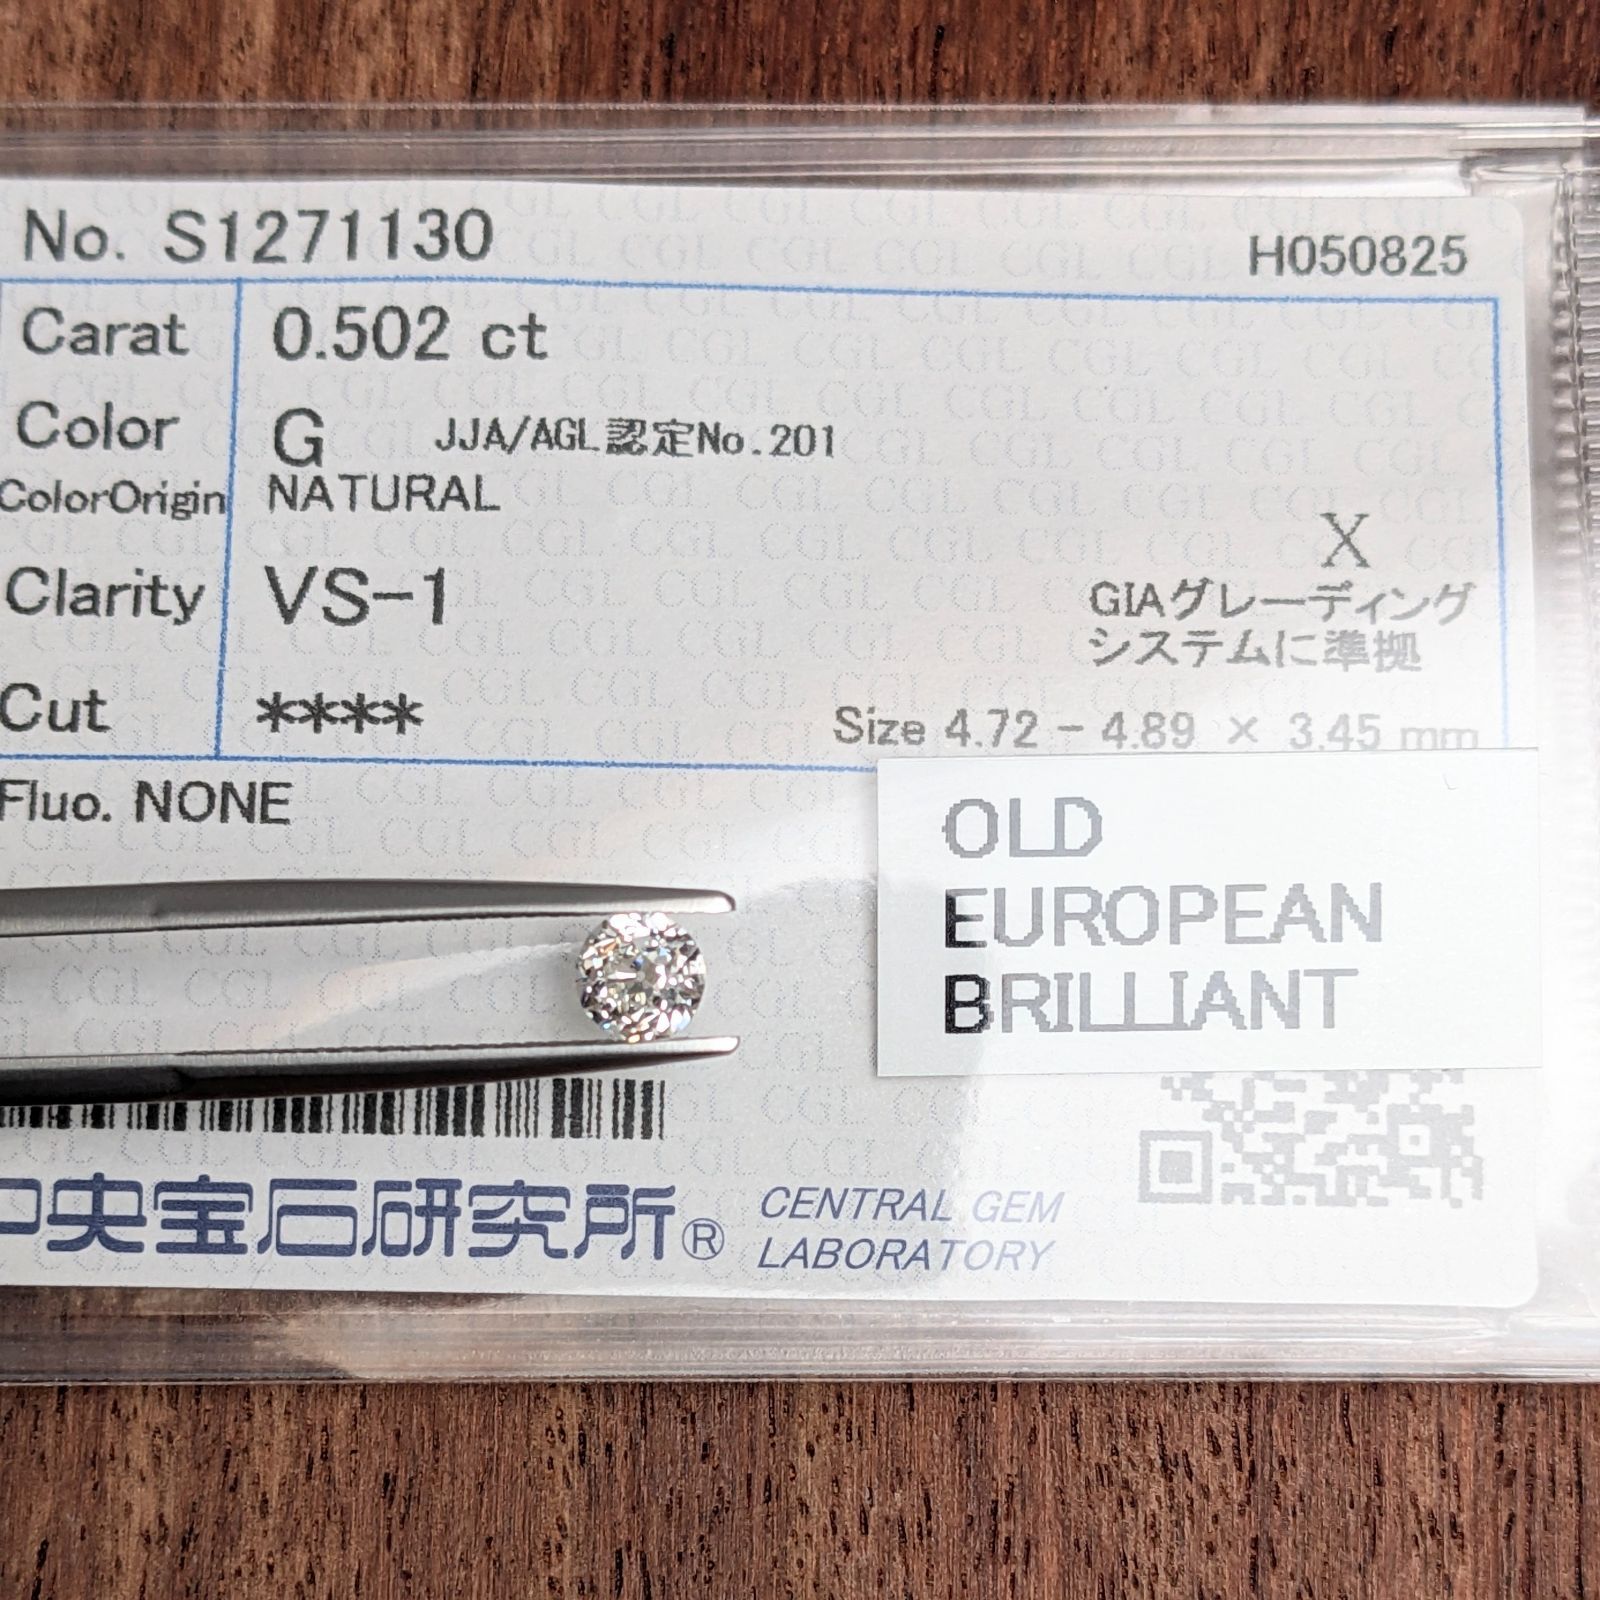 No. S1271130
H050825
Carat 0.502 ct
Color G JJA/AGL認定No.201
ColorOrigin NATURAL
Clarity VS-1
X
GIAグレーディング
システムに準拠
Cut ****
Size 4.72 - 4.89 × 3.45 mm
Fluo. NONE
OLD
EUROPEAN
BRILLIANT
中央宝石研究所®
CENTRAL GEM
LABORATORY